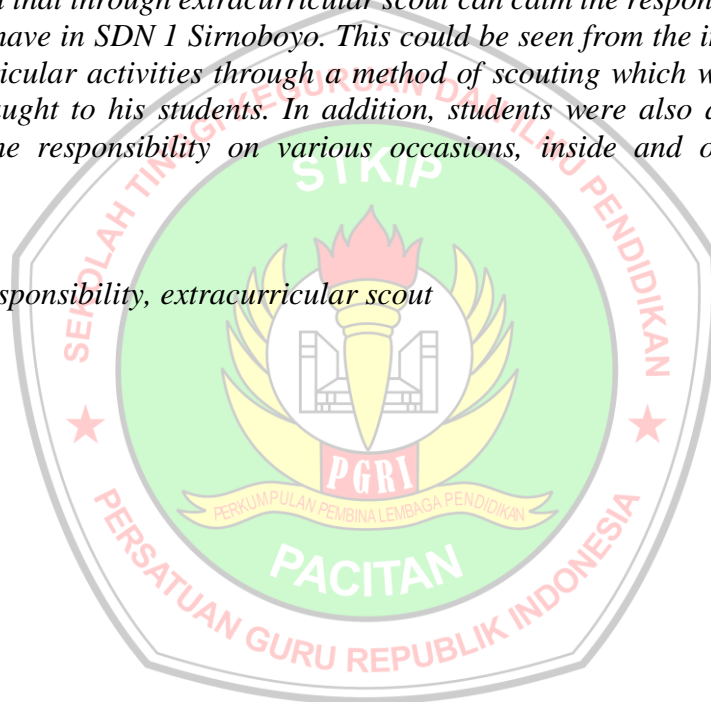 that through extracurricular scout can calm the respon
have in SDN 1 Sirnoboyo. This could be seen from the i
icular activities through a method of scouting which w
aught to his students. In addition, students were also
ne responsibility on various occasions, inside and o
sponsibility, extracurricular scout
SEKOLAH TINGGI KEGURUAN DAN ILMU PENDIDIKAN
STKIP
PGRI
PERKUMPULAN PEMBINA LEMBAGA PENDIDIKAN
PACITAN
PERSATUAN GURU REPUBLIK INDONESIA